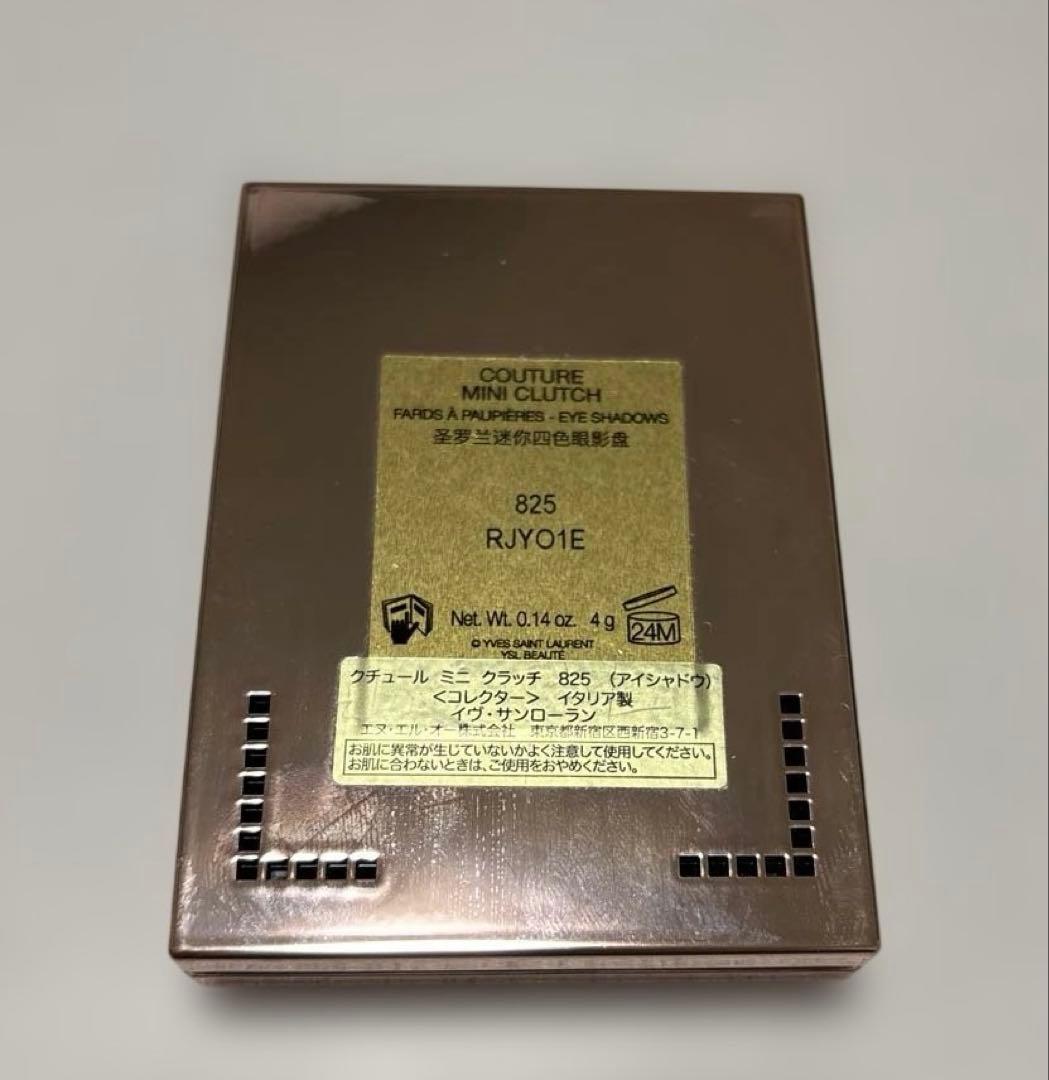 COUTURE
MINI CLUTCH
FARDS À PAUPIÈRES - EYE SHADOWS
圣罗兰迷你四色眼影盘
825
RJYO1E
Net. Wt. 0.14 oz. 4 g
24M
© YVES SAINT LAURENT
YSL BEAUTÉ
クチュール ミニ クラッチ 825 (アイシャドウ)
<コレクター> イタリア製
イヴ・サンローラン
エヌ・エル・オー株式会社 東京都新宿区西新宿3-7-1
お肌に異常が生じていないかよく注意して使用してください。
お肌に合わないときは、ご使用をおやめください。